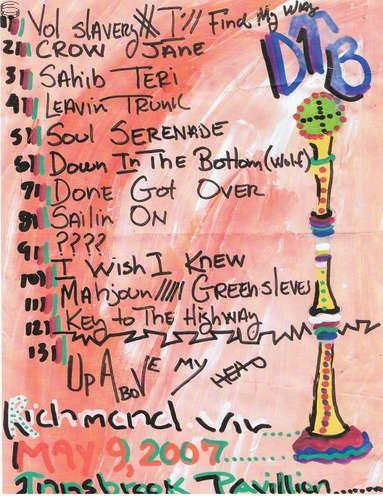 1) Vol Slavery///I'll Find My Way
DTB
2) CROW JANE
3) SAHIB TERI
4) LEAVIN TRUNK
5) SOUL SERENADE
6) DOWN IN THE BOTTOM (Wolf)
7) DONE GOT OVER
8) SAILIN ON
9) ????
10) I WISH I KNEW
11) MAHJOUN///// GREENSLEEVES
12) KEY TO THE HIGHWAY
13)
UP ABOVE MY HEAD
Richmond VIR
MAY 9, 2007......
Innsbrook Pavillion......